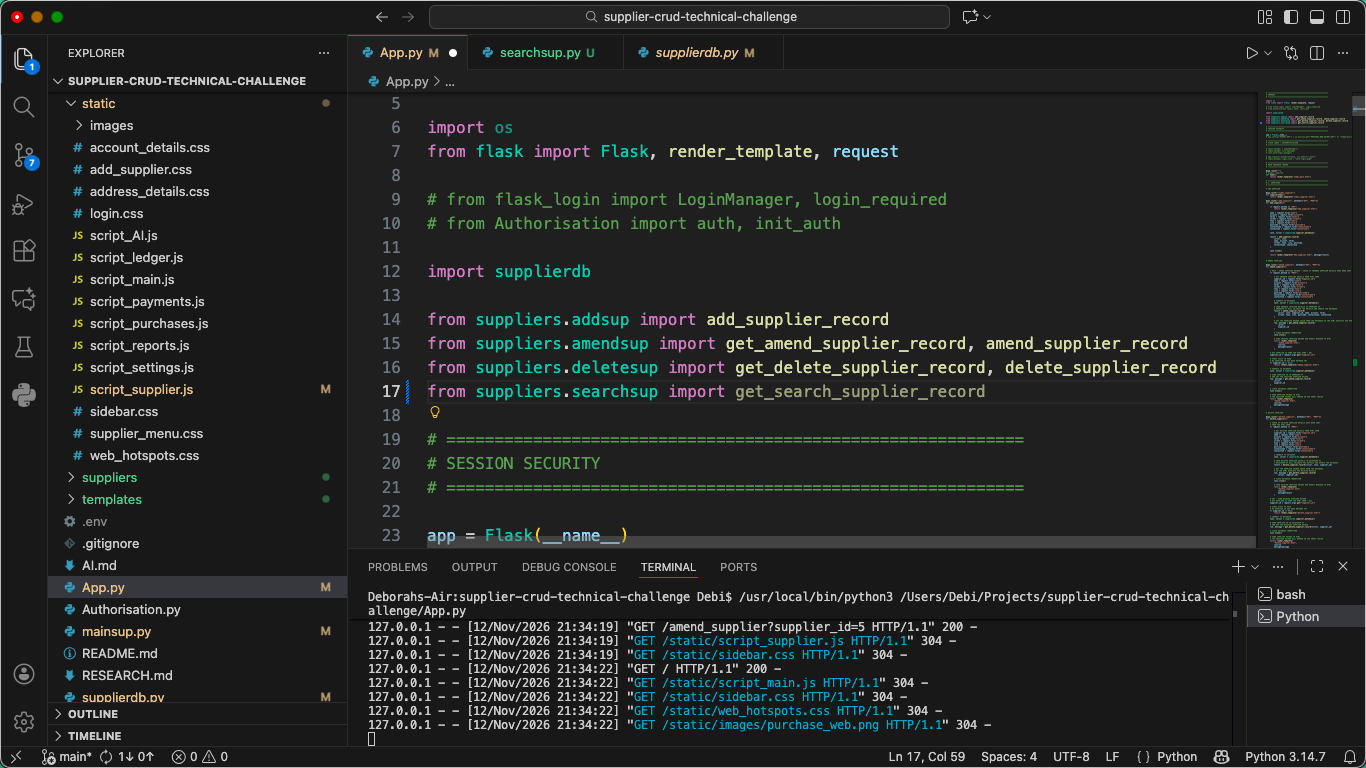 supplier-crud-technical-challenge
EXPLORER
SUPPLIER-CRUD-TECHNICAL-CHALLENGE
static
images
# account_details.css
# add_supplier.css
# address_details.css
# login.css
JS script_AI.js
JS script_ledger.js
JS script_main.js
JS script_payments.js
JS script_purchases.js
JS script_reports.js
JS script_settings.js
JS script_supplier.js M
# sidebar.css
# supplier_menu.css
# web_hotspots.css
suppliers
templates
.env
.gitignore
AI.md
App.py M
Authorisation.py
mainsup.py M
README.md
RESEARCH.md
supplierdb.py M
OUTLINE
TIMELINE
1
7
App.py M
searchsup.py U
supplierdb.py M
App.py > ...
5
6 import os
7 from flask import Flask, render_template, request
8
9 # from flask_login import LoginManager, login_required
10 # from Authorisation import auth, init_auth
11
12 import supplierdb
13
14 from suppliers.addsup import add_supplier_record
15 from suppliers.amendsup import get_amend_supplier_record, amend_supplier_record
16 from suppliers.deletesup import get_delete_supplier_record, delete_supplier_record
17 from suppliers.searchsup import get_search_supplier_record
18
19 # ============================================================
20 # SESSION SECURITY
21 # ============================================================
22
23 app = Flask(__name__)
PROBLEMS OUTPUT DEBUG CONSOLE TERMINAL PORTS
Deborahs-Air:supplier-crud-technical-challenge Debi$ /usr/local/bin/python3 /Users/Debi/Projects/supplier-crud-technical-ch
allenge/App.py
127.0.0.1 - - [12/Nov/2026 21:34:19] "GET /amend_supplier?supplier_id=5 HTTP/1.1" 200 -
127.0.0.1 - - [12/Nov/2026 21:34:19] "GET /static/script_supplier.js HTTP/1.1" 304 -
127.0.0.1 - - [12/Nov/2026 21:34:19] "GET /static/sidebar.css HTTP/1.1" 304 -
127.0.0.1 - - [12/Nov/2026 21:34:22] "GET / HTTP/1.1" 200 -
127.0.0.1 - - [12/Nov/2026 21:34:22] "GET /static/script_main.js HTTP/1.1" 304 -
127.0.0.1 - - [12/Nov/2026 21:34:22] "GET /static/sidebar.css HTTP/1.1" 304 -
127.0.0.1 - - [12/Nov/2026 21:34:22] "GET /static/web_hotspots.css HTTP/1.1" 304 -
127.0.0.1 - - [12/Nov/2026 21:34:22] "GET /static/images/purchase_web.png HTTP/1.1" 304 -
bash
Python
main* 1↓ 0↑ 0 0
Ln 17, Col 59 Spaces: 4 UTF-8 LF { } Python Python 3.14.7